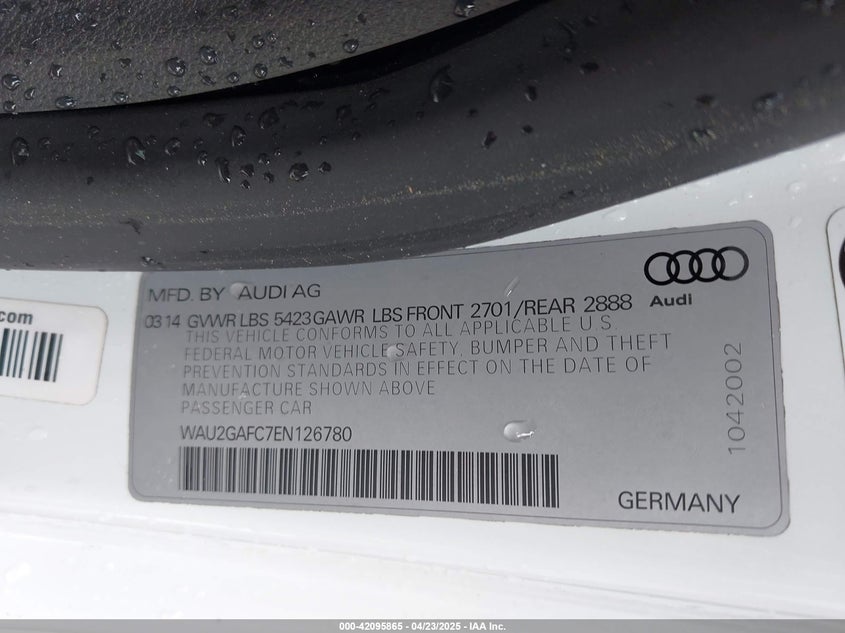 MFD. BY AUDI AG
Audi
03 14 GVWR LBS 5423 GAWR LBS FRONT 2701/REAR 2888
THIS VEHICLE CONFORMS TO ALL APPLICABLE U.S.
FEDERAL MOTOR VEHICLE SAFETY, BUMPER AND THEFT
PREVENTION STANDARDS IN EFFECT ON THE DATE OF
MANUFACTURE SHOWN ABOVE
PASSENGER CAR
WAU2GAFC7EN126780
GERMANY
1042002
.com
000-42095865 - 04/23/2025 - IAA Inc.